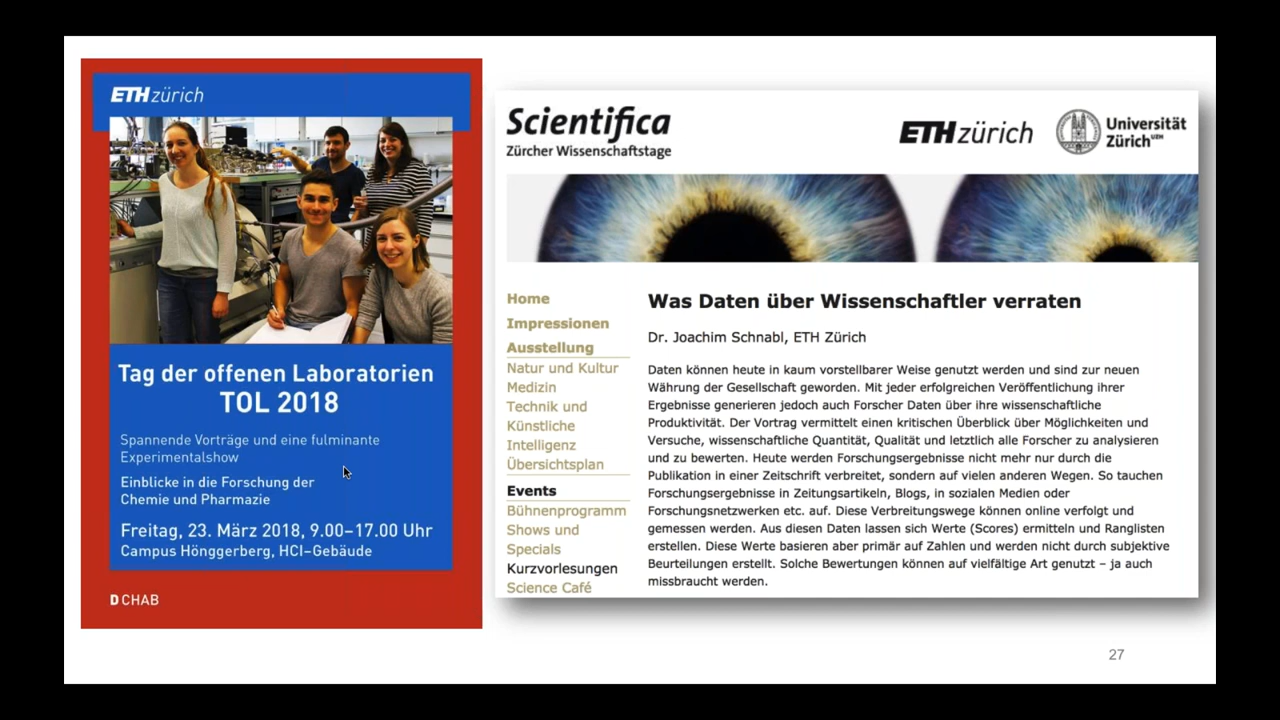 ETH zürich
Tag der offenen Laboratorien
TOL 2018
Spannende Vorträge und eine fulminante
Experimentalshow
Einblicke in die Forschung der
Chemie und Pharmazie
Freitag, 23. März 2018, 9.00–17.00 Uhr
Campus Hönggerberg, HCI-Gebäude
D CHAB
Scientifica
Zürcher Wissenschaftstage
ETH zürich
Universität
Zürich UZH
Home
Impressionen
Ausstellung
Natur und Kultur
Medizin
Technik und
Künstliche
Intelligenz
Übersichtsplan
Events
Bühnenprogramm
Shows und
Specials
Kurzvorlesungen
Science Café
Was Daten über Wissenschaftler verraten
Dr. Joachim Schnabl, ETH Zürich
Daten können heute in kaum vorstellbarer Weise genutzt werden und sind zur neuen
Währung der Gesellschaft geworden. Mit jeder erfolgreichen Veröffentlichung ihrer
Ergebnisse generieren jedoch auch Forscher Daten über ihre wissenschaftliche
Produktivität. Der Vortrag vermittelt einen kritischen Überblick über Möglichkeiten und
Versuche, wissenschaftliche Quantität, Qualität und letztlich alle Forscher zu analysieren
und zu bewerten. Heute werden Forschungsergebnisse nicht mehr nur durch die
Publikation in einer Zeitschrift verbreitet, sondern auf vielen anderen Wegen. So tauchen
Forschungsergebnisse in Zeitungsartikeln, Blogs, in sozialen Medien oder
Forschungsnetzwerken etc. auf. Diese Verbreitungswege können online verfolgt und
gemessen werden. Aus diesen Daten lassen sich Werte (Scores) ermitteln und Ranglisten
erstellen. Diese Werte basieren aber primär auf Zahlen und werden nicht durch subjektive
Beurteilungen erstellt. Solche Bewertungen können auf vielfältige Art genutzt – ja auch
missbraucht werden.
27